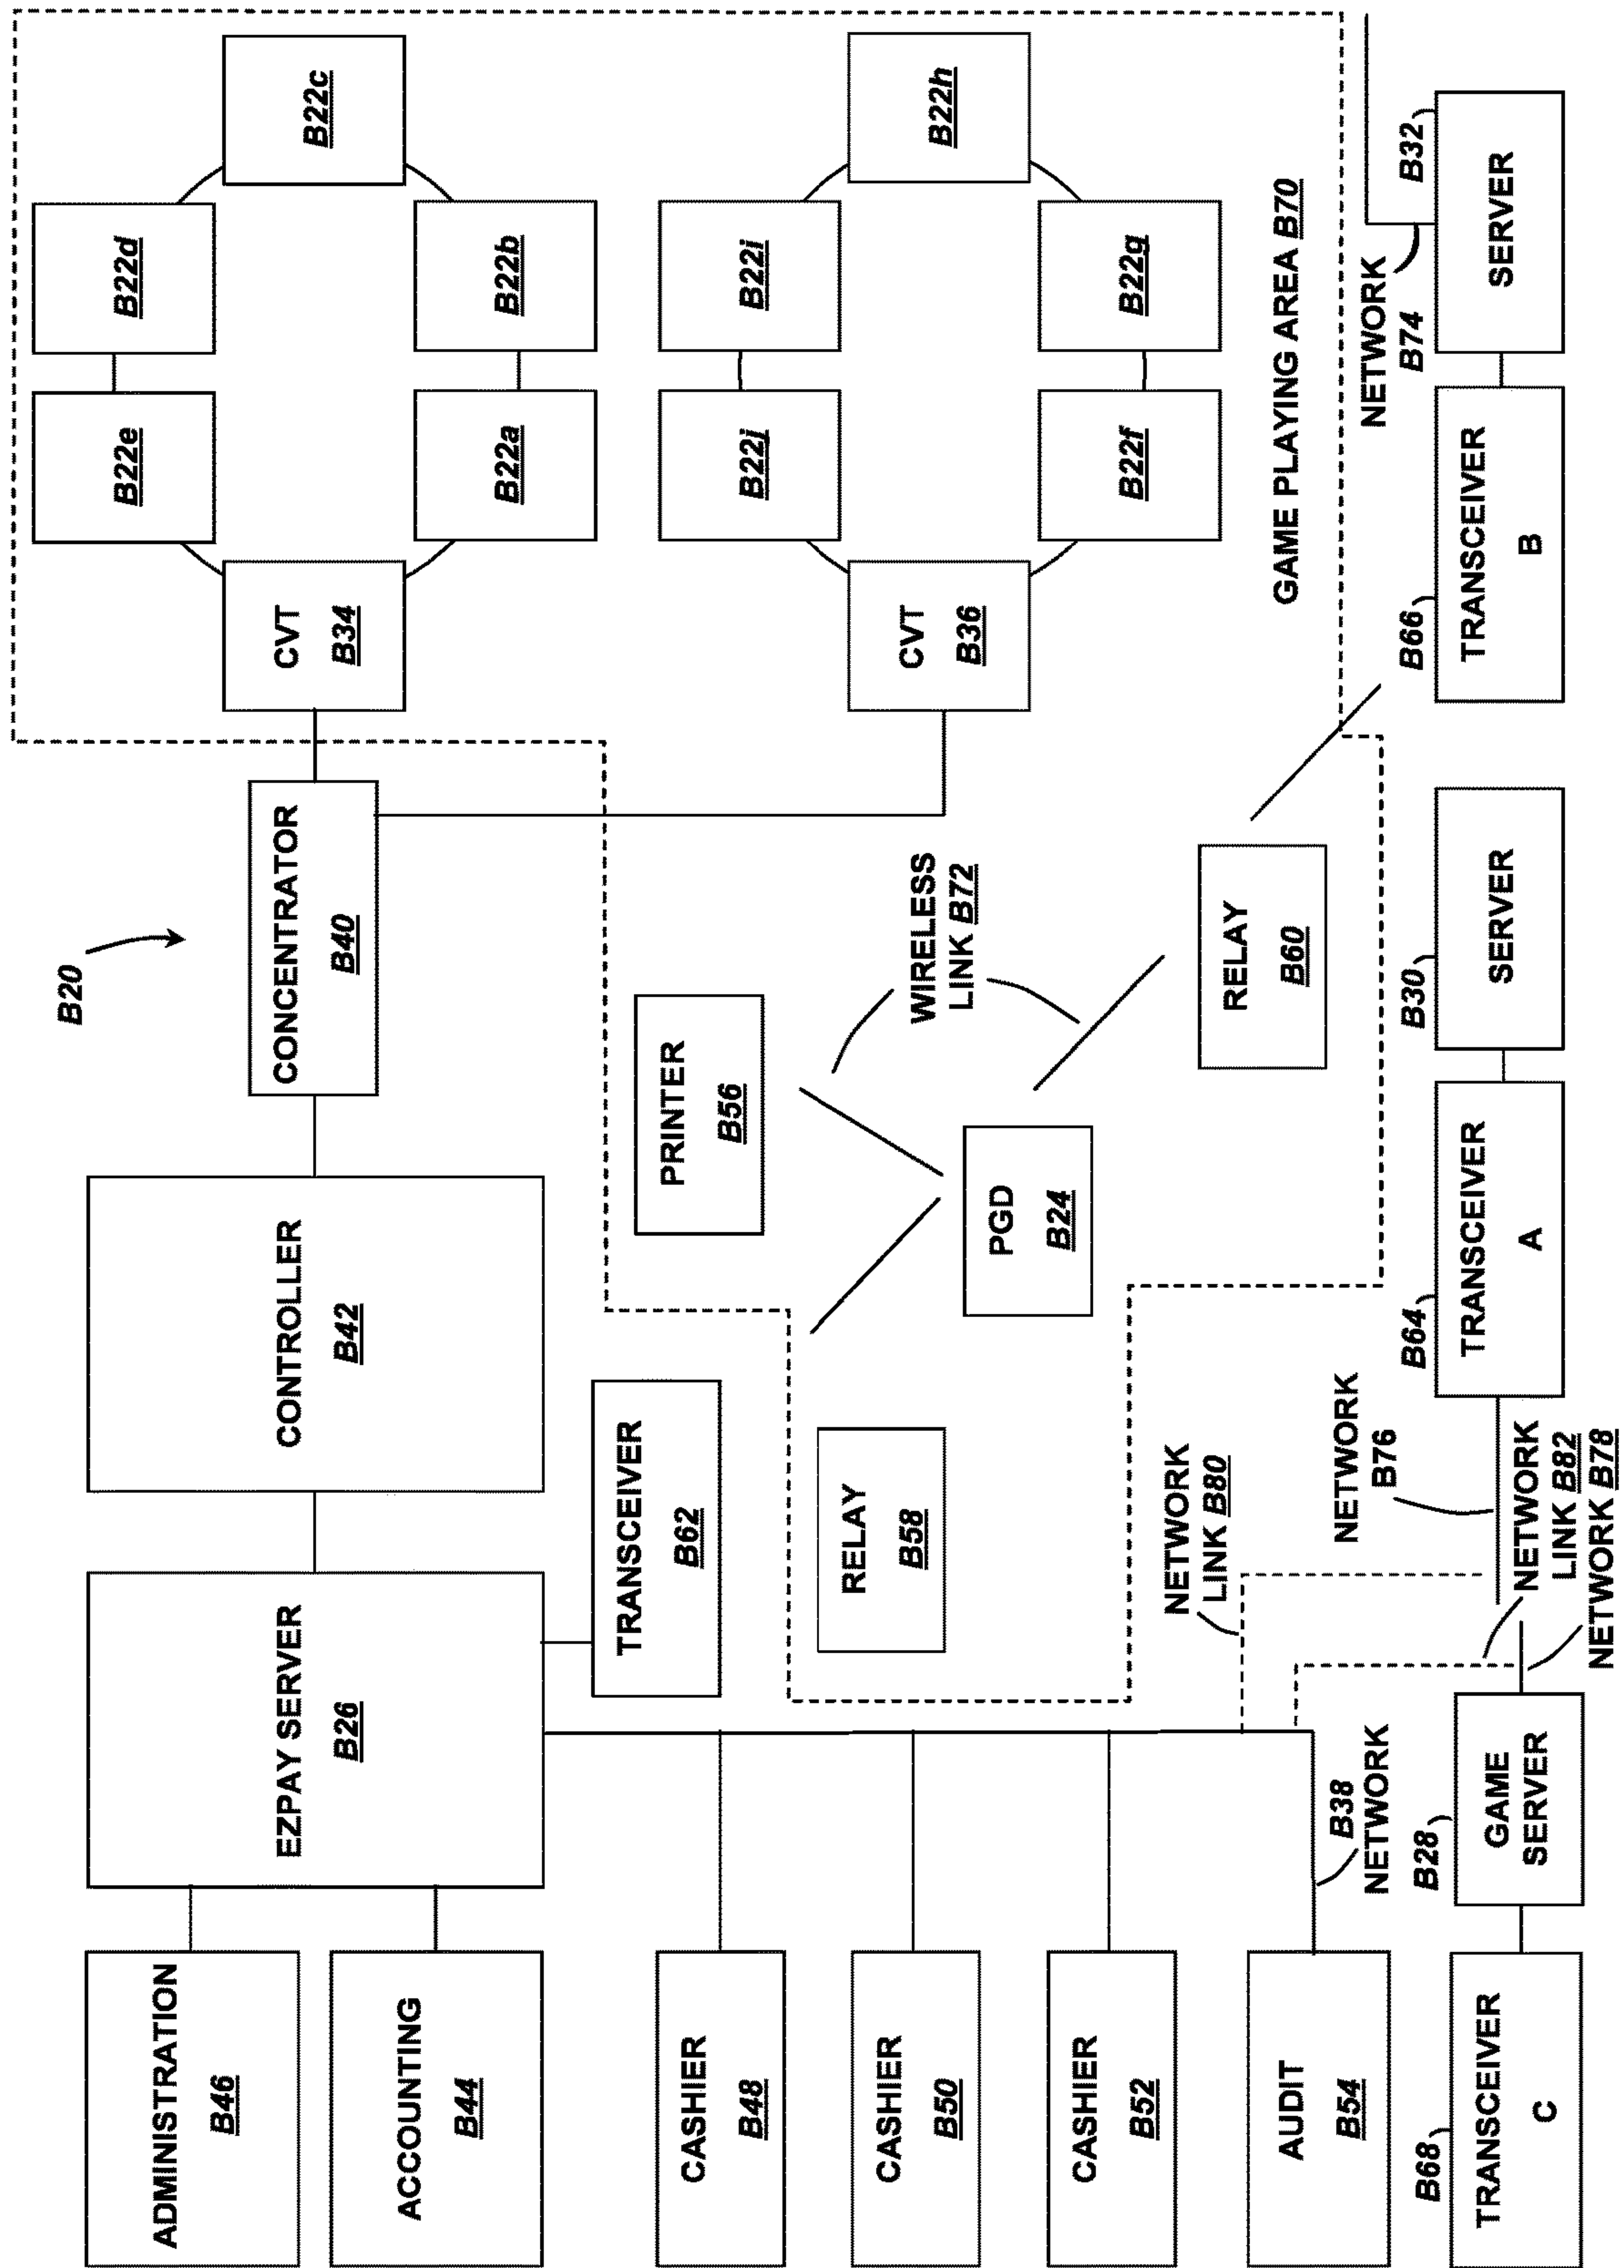 B20
ADMINISTRATION
B46
ACCOUNTING
B44
EZPAY SERVER
B26
CONTROLLER
B42
CONCENTRATOR
B40
CVT
B34
B22e
B22d
B22c
B22a
B22b
CASHIER
B48
CASHIER
B50
CASHIER
B52
AUDIT
B54
TRANSCEIVER
B62
RELAY
B58
PRINTER
B56
PGD
B24
WIRELESS
LINK B72
RELAY
B60
CVT
B36
B22j
B22i
B22h
B22f
B22g
GAME PLAYING AREA B70
NETWORK
LINK B80
B38
NETWORK
NETWORK
B76
NETWORK
B74
B68
TRANSCEIVER
C
B28
GAME
SERVER
NETWORK
LINK B82
NETWORK B78
B64
TRANSCEIVER
A
B30
SERVER
B66
TRANSCEIVER
B
B32
SERVER